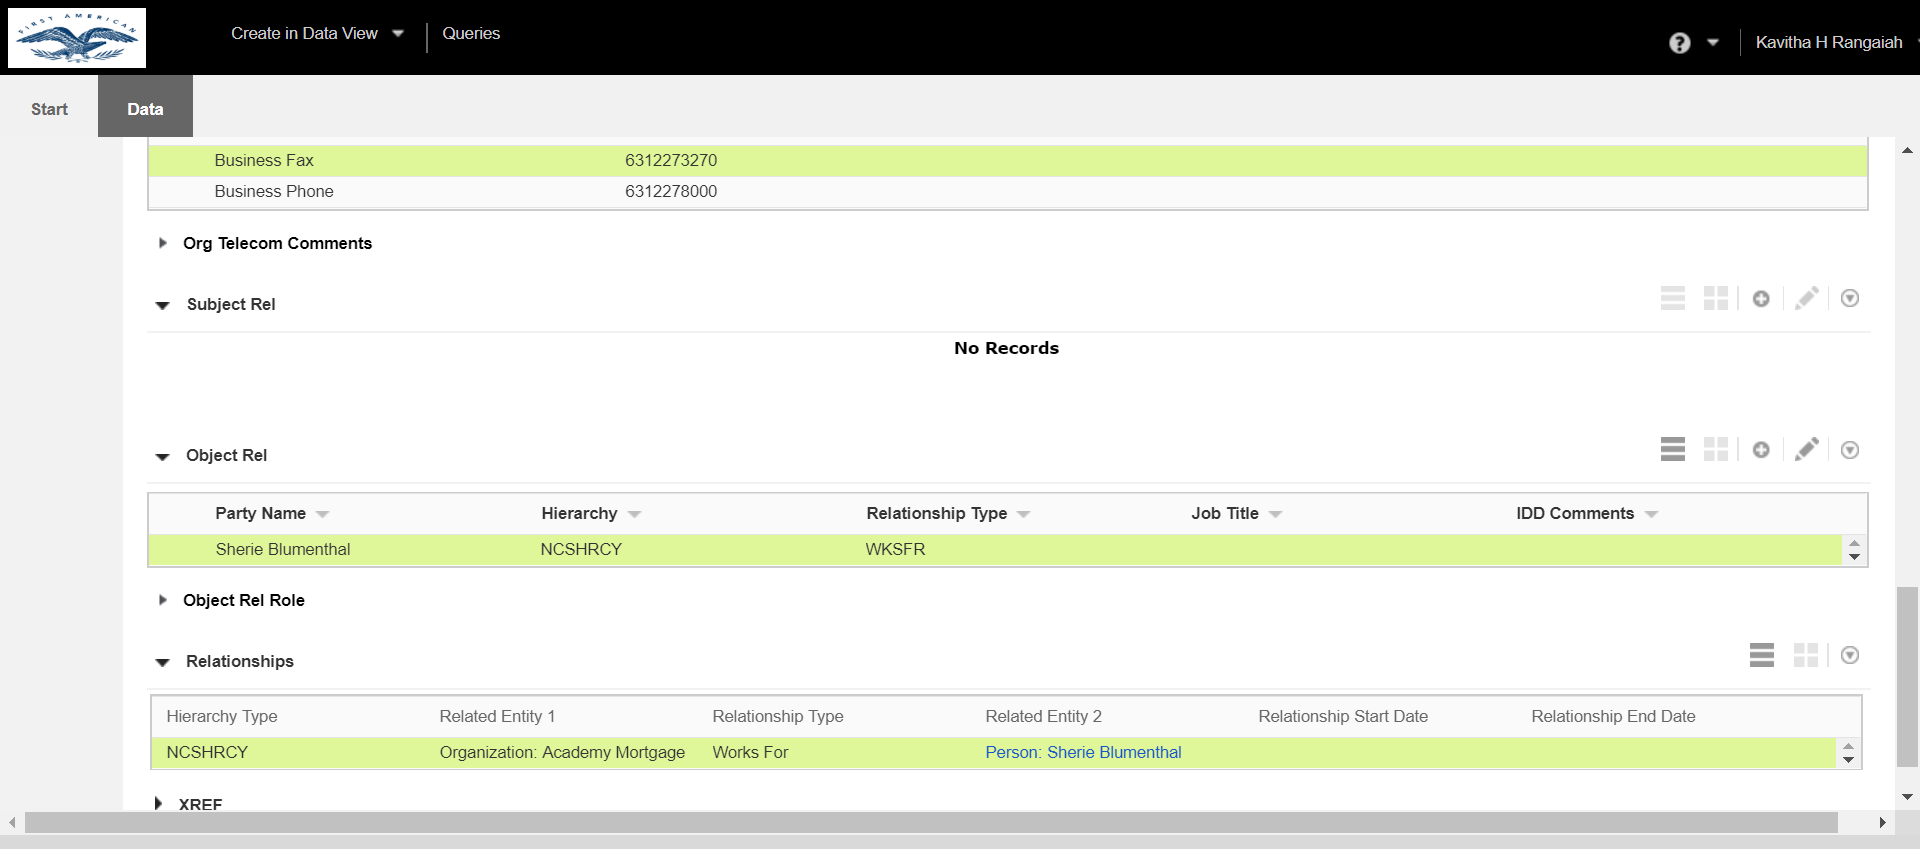 FIRST AMERICAN
Create in Data View
Queries
?
Kavitha H Rangaiah
Start
Data
Business Fax 6312273270
Business Phone 6312278000
Org Telecom Comments
Subject Rel
No Records
Object Rel
Party Name Hierarchy Relationship Type Job Title IDD Comments
Sherie Blumenthal NCSHRCY WKSFR
Object Rel Role
Relationships
Hierarchy Type Related Entity 1 Relationship Type Related Entity 2 Relationship Start Date Relationship End Date
NCSHRCY Organization: Academy Mortgage Works For Person: Sherie Blumenthal
XREF